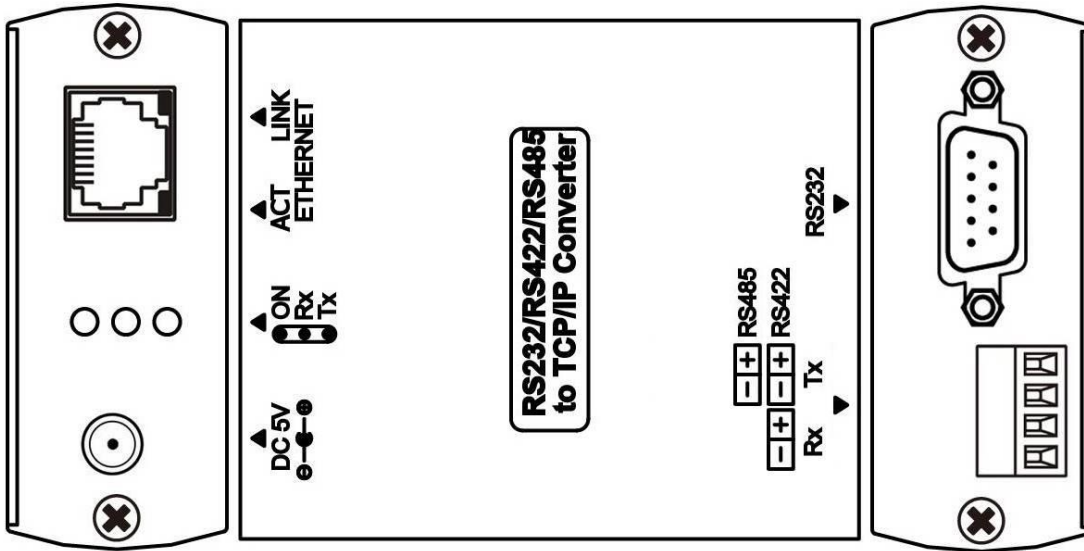 LINK
ACT
ETHERNET
ON
Rx
Tx
DC 5V
RS232/RS422/RS485
to TCP/IP Converter
RS232
RS485
RS422
- +
- + - +
Rx Tx